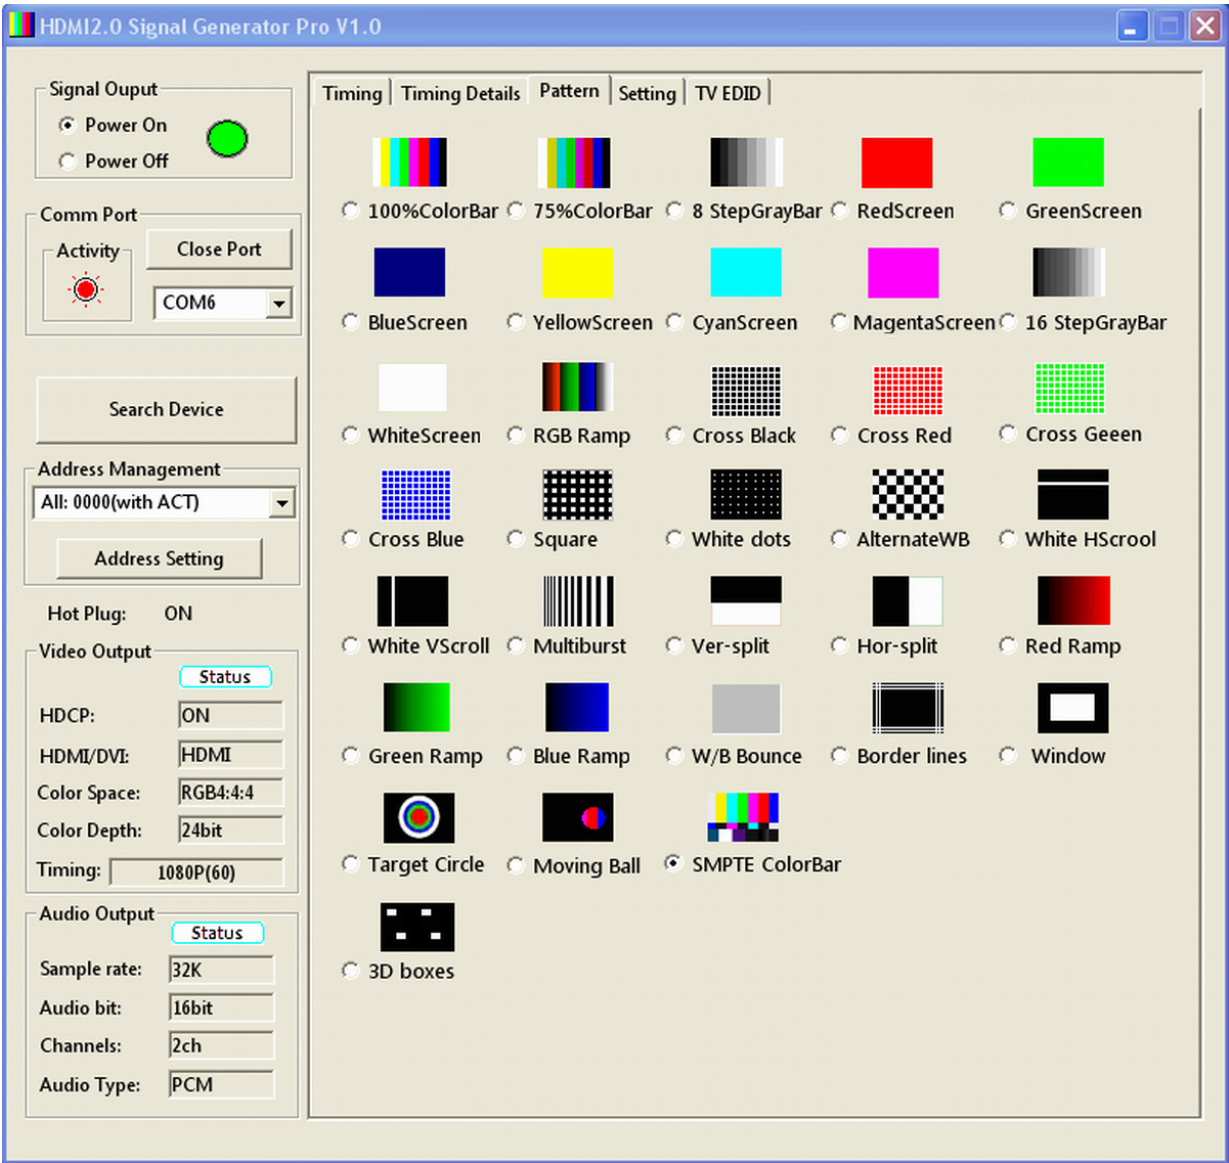 HDMI2.0 Signal Generator Pro V1.0
Signal Ouput
Power On
Power Off
Comm Port
Activity
Close Port
COM6
Search Device
Address Management
All: 0000(with ACT)
Address Setting
Hot Plug: ON
Video Output
Status
HDCP: ON
HDMI/DVI: HDMI
Color Space: RGB4:4:4
Color Depth: 24bit
Timing: 1080P(60)
Audio Output
Status
Sample rate: 32K
Audio bit: 16bit
Channels: 2ch
Audio Type: PCM
Timing Timing Details Pattern Setting TV EDID
100%ColorBar 75%ColorBar 8 StepGrayBar RedScreen GreenScreen
BlueScreen YellowScreen CyanScreen MagentaScreen 16 StepGrayBar
WhiteScreen RGB Ramp Cross Black Cross Red Cross Geeen
Cross Blue Square White dots AlternateWB White HScrool
White VScroll Multiburst Ver-split Hor-split Red Ramp
Green Ramp Blue Ramp W/B Bounce Border lines Window
Target Circle Moving Ball SMPTE ColorBar
3D boxes